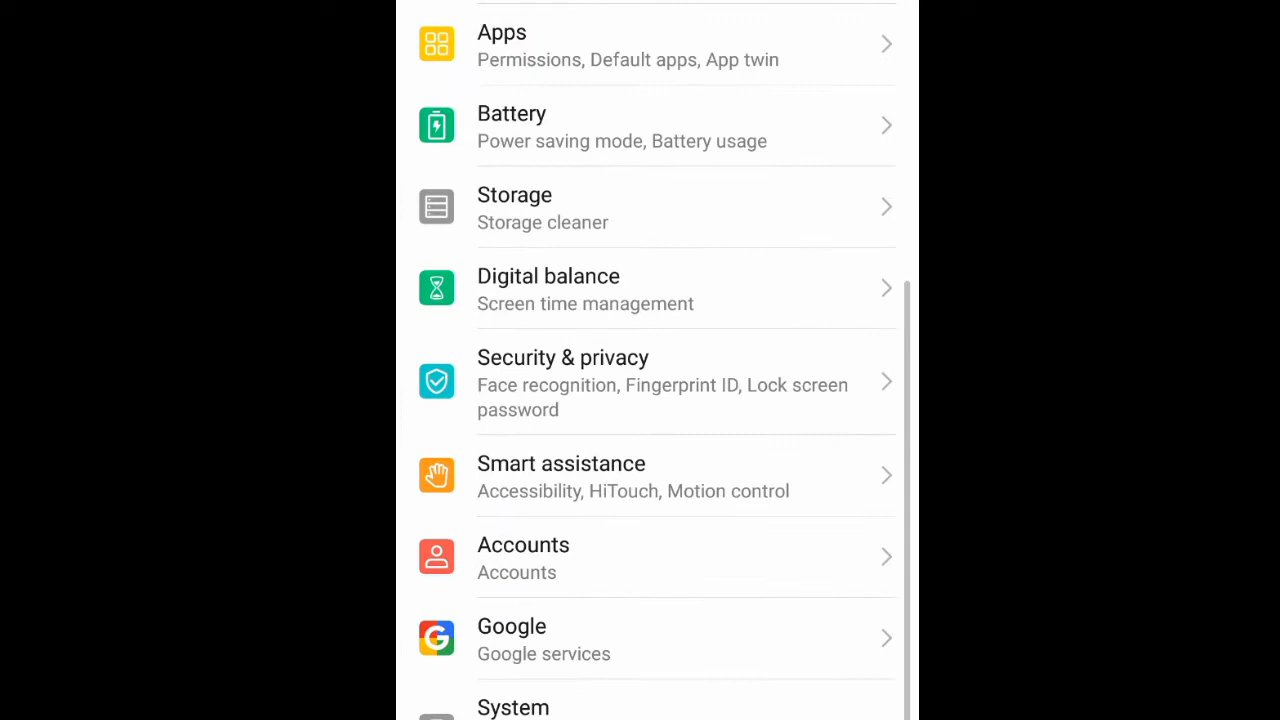 Apps
Permissions, Default apps, App twin
Battery
Power saving mode, Battery usage
Storage
Storage cleaner
Digital balance
Screen time management
Security & privacy
Face recognition, Fingerprint ID, Lock screen
password
Smart assistance
Accessibility, HiTouch, Motion control
Accounts
Accounts
Google
Google services
System